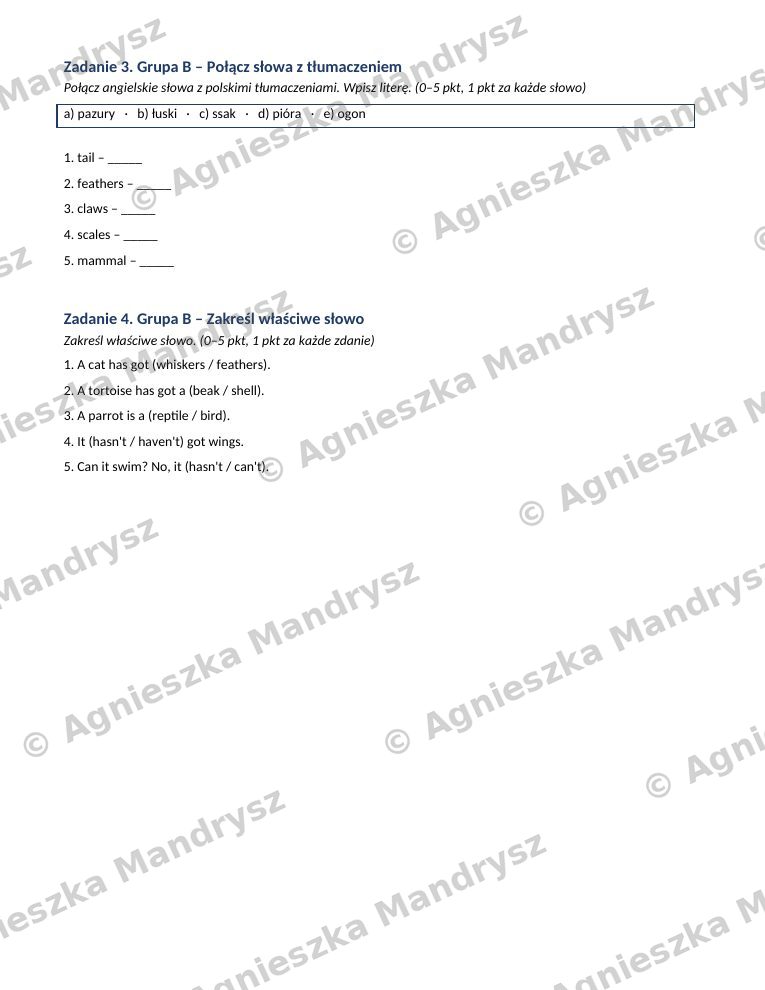 Zadanie 3. Grupa B – Połącz słowa z tłumaczeniem
Połącz angielskie słowa z polskimi tłumaczeniami. Wpisz literę. (0–5 pkt, 1 pkt za każde słowo)
a) pazury · b) łuski · c) ssak · d) pióra · e) ogon
1. tail – _____
2. feathers – _____
3. claws – _____
4. scales – _____
5. mammal – _____
Zadanie 4. Grupa B – Zakreśl właściwe słowo
Zakreśl właściwe słowo. (0–5 pkt, 1 pkt za każde zdanie)
1. A cat has got (whiskers / feathers).
2. A tortoise has got a (beak / shell).
3. A parrot is a (reptile / bird).
4. It (hasn't / haven't) got wings.
5. Can it swim? No, it (hasn't / can't).
© Agnieszka Mandrysz